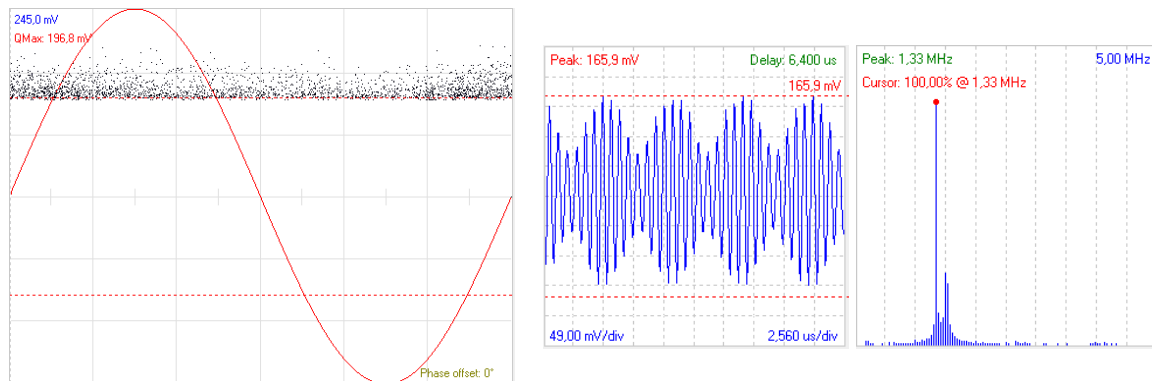 245,0 mV
QMax: 196,8 mV
Phase offset: 0°
Peak: 165,9 mV
Delay: 6,400 us
165,9 mV
49,00 mV/div
2,560 us/div
Peak: 1,33 MHz
5,00 MHz
Cursor: 100,00% @ 1,33 MHz